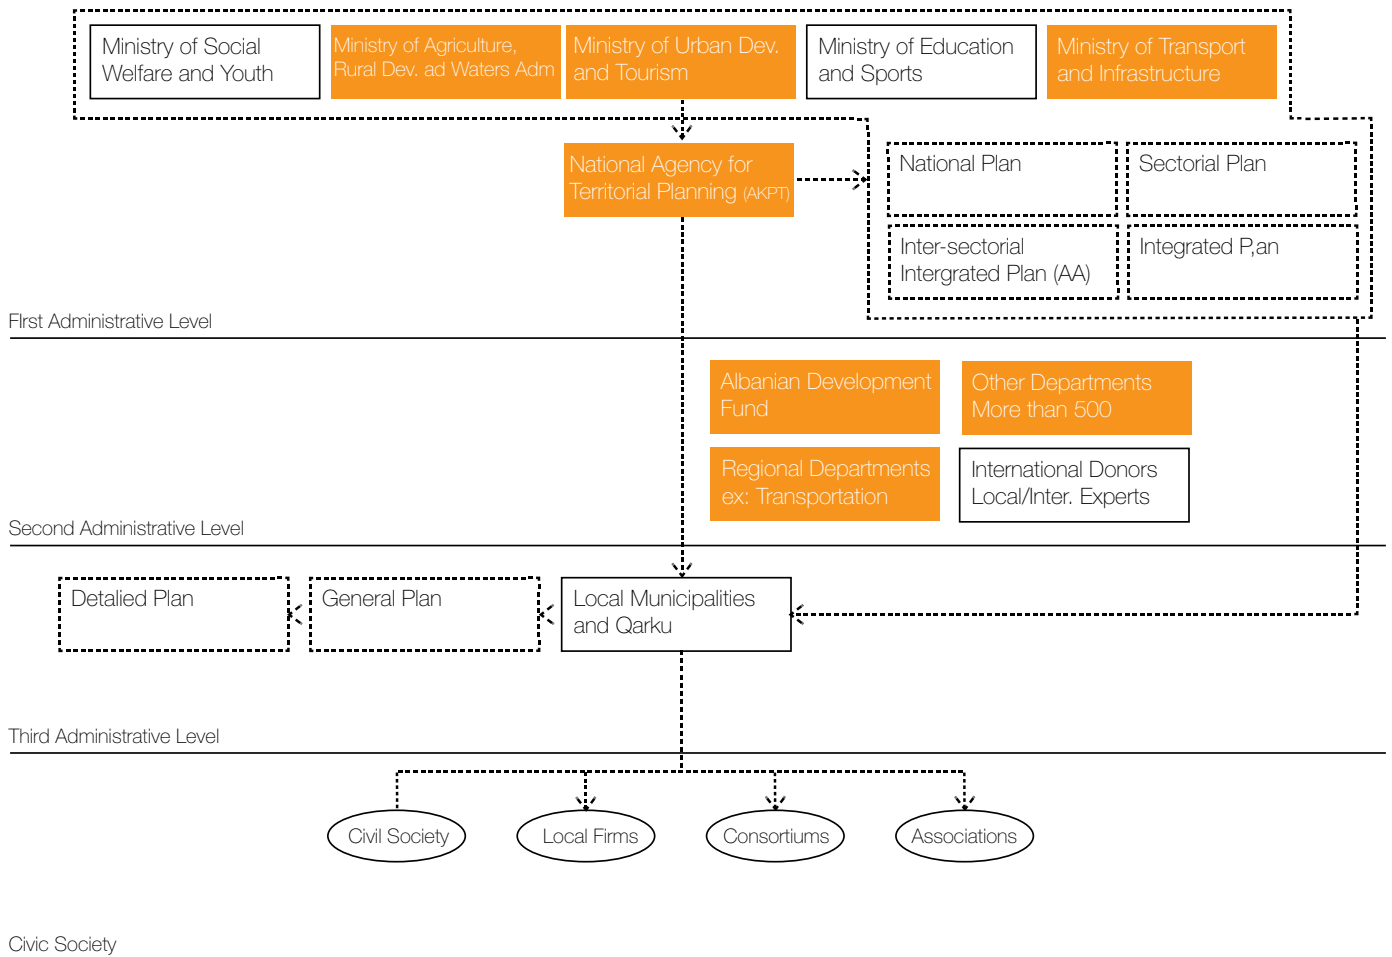 Ministry of Social
Welfare and Youth
Ministry of Agriculture,
Rural Dev. ad Waters Adm
Ministry of Urban Dev.
and Tourism
Ministry of Education
and Sports
Ministry of Transport
and Infrastructure
National Agency for
Territorial Planning (AKPT)
National Plan
Sectorial Plan
Inter-sectorial
Intergrated Plan (AA)
Integrated P,an
FIrst Administrative Level
Albanian Development
Fund
Other Departments
More than 500
Regional Departments
ex: Transportation
International Donors
Local/Inter. Experts
Second Administrative Level
Detalied Plan
General Plan
Local Municipalities
and Qarku
Third Administrative Level
Civil Society
Local Firms
Consortiums
Associations
Civic Society